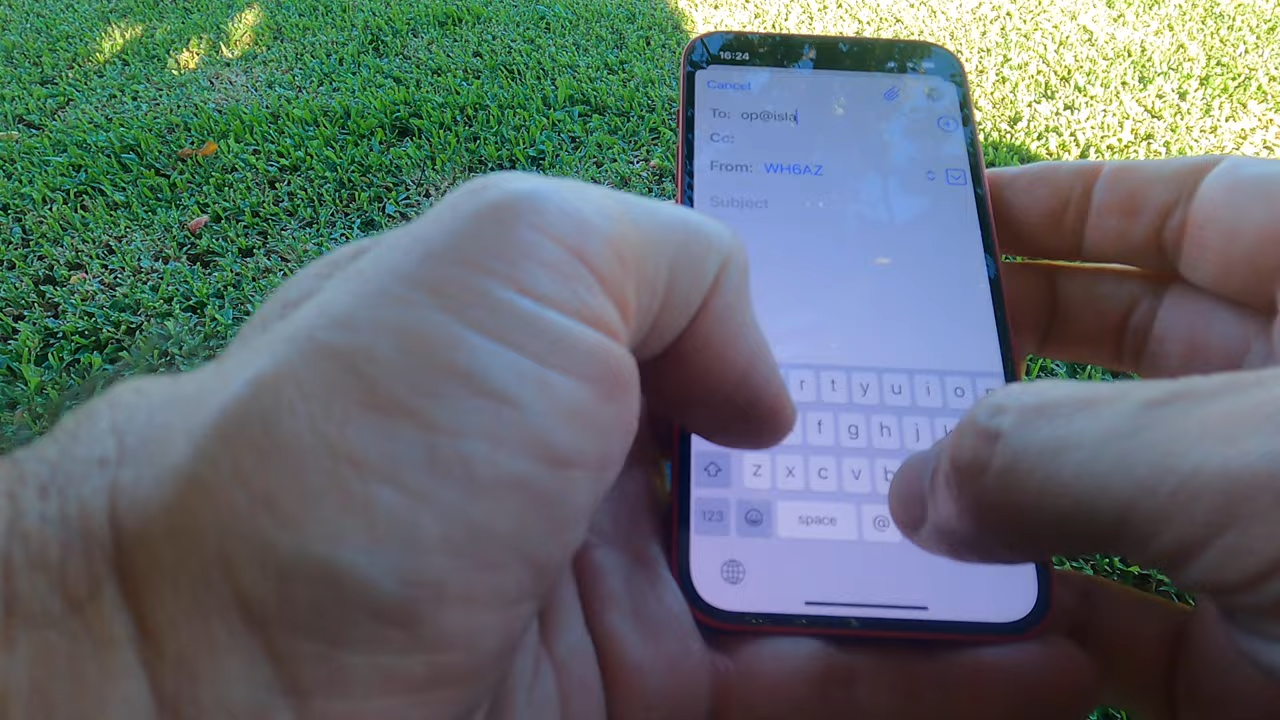 16:24
Cancel
To: op@isla
Cc:
From: WH6AZ
Subject
r t y u i o
f g h j
z x c v b
123 space @